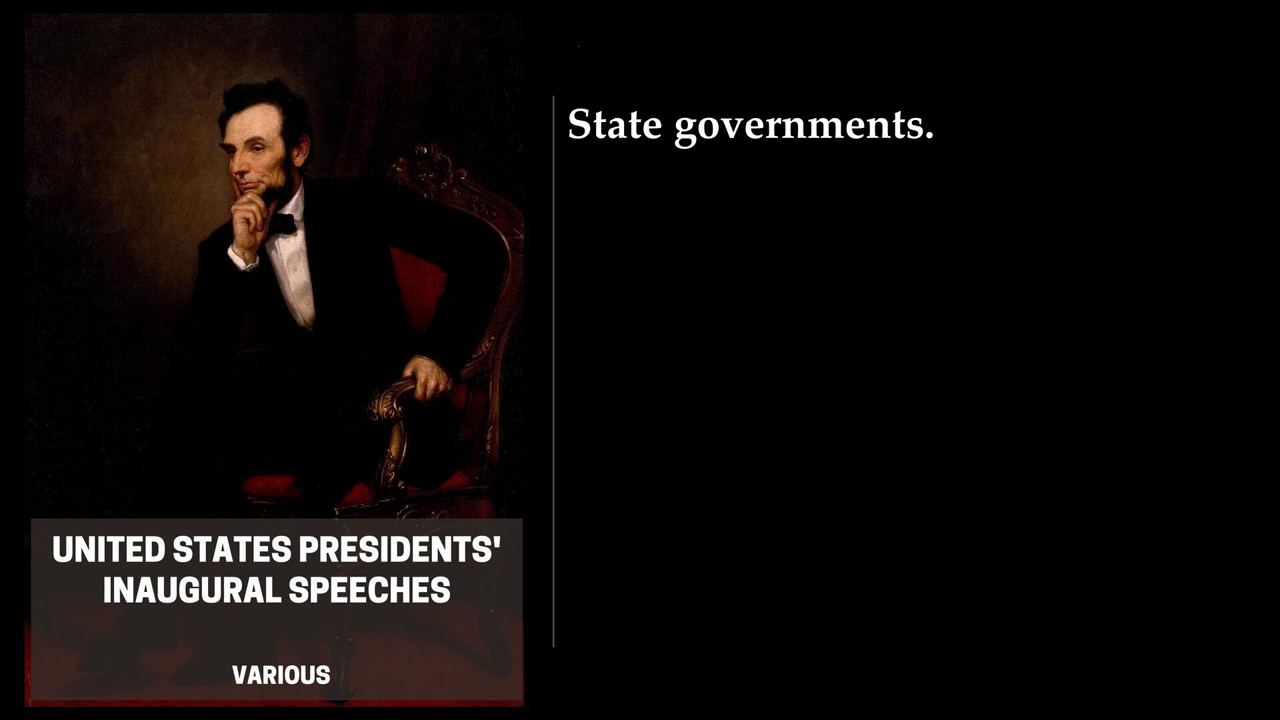 State governments.
UNITED STATES PRESIDENTS'
INAUGURAL SPEECHES
VARIOUS